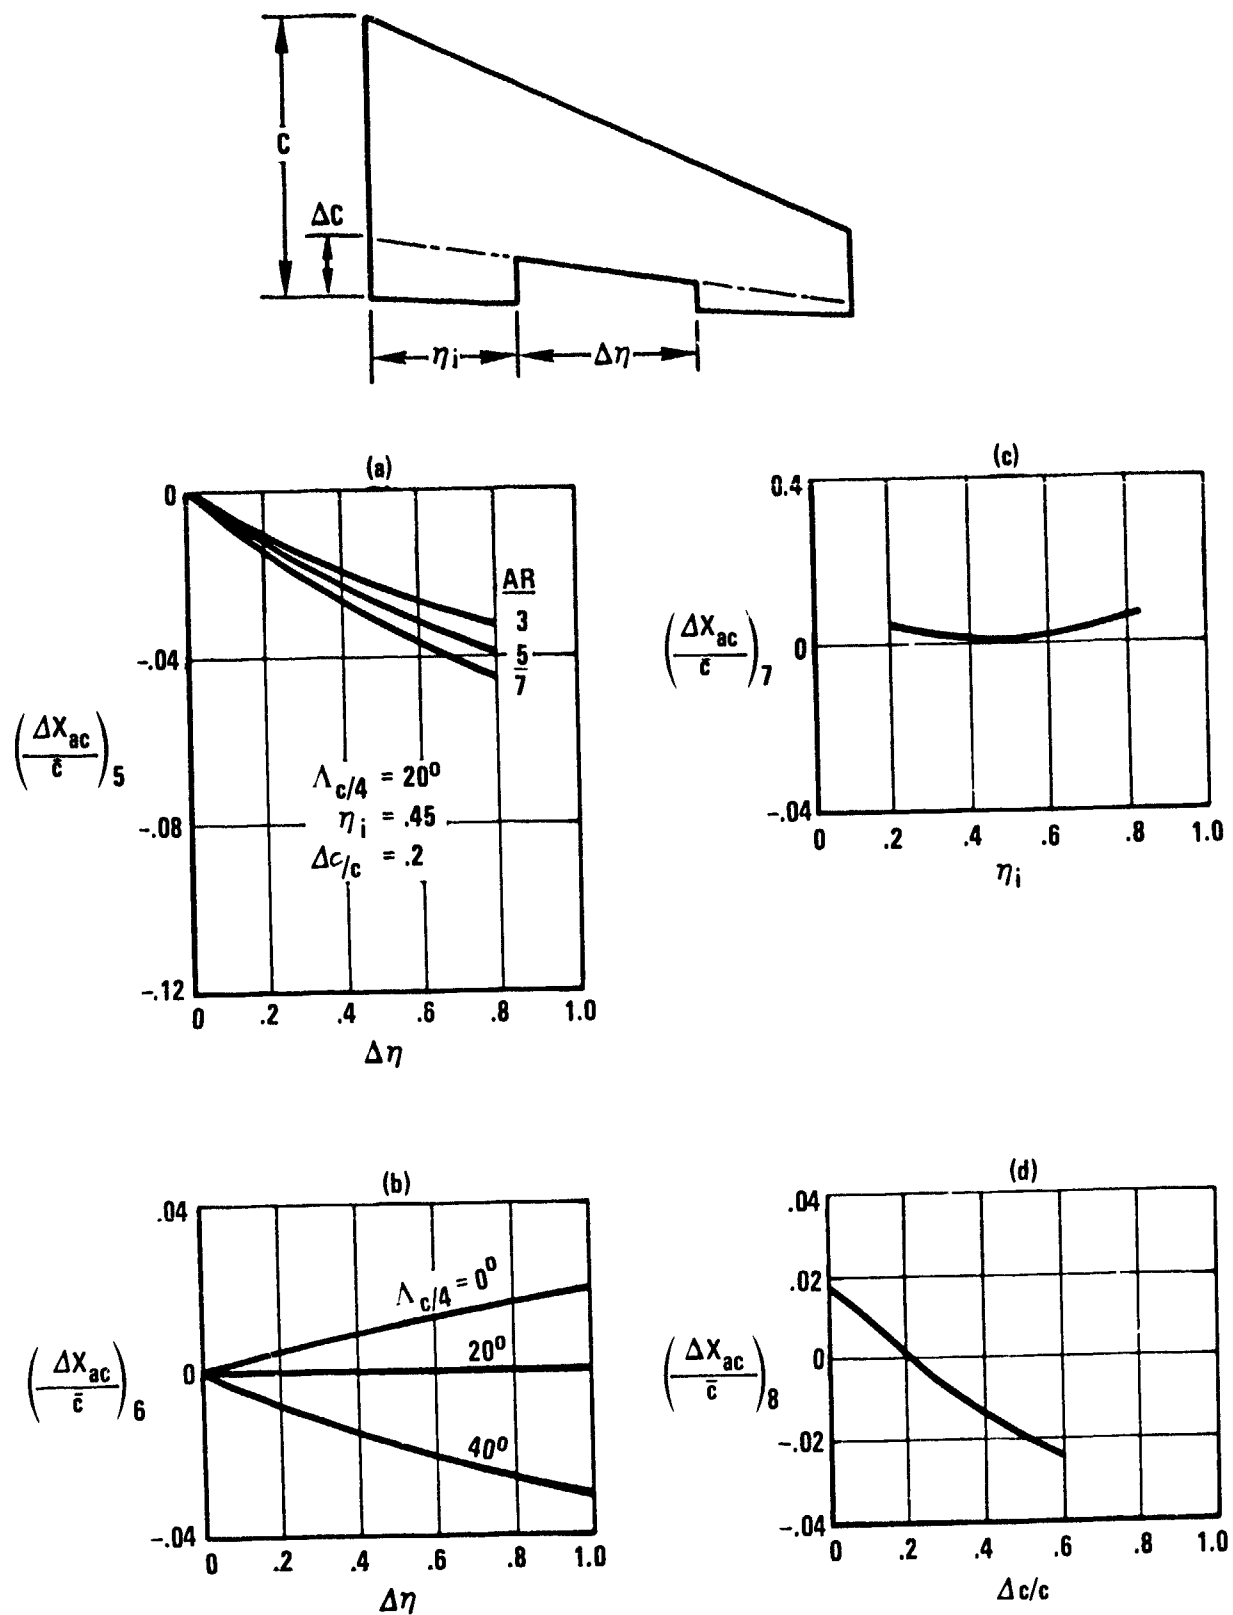 C
ΔC
ηi
Δη
(a)
0
-.04
-.08
-.12
(ΔXac/c̄)5
AR
3
5
7
Λc/4 = 20°
ηi = .45
Δc/c = .2
0 .2 .4 .6 .8 1.0
Δη
(c)
0.4
0
-.04
(ΔXac/c̄)7
0 .2 .4 .6 .8 1.0
ηi
(b)
.04
0
-.04
(ΔXac/c̄)6
Λc/4 = 0°
20°
40°
0 .2 .4 .6 .8 1.0
Δη
(d)
.04
.02
0
-.02
-.04
(ΔXac/c̄)8
0 .2 .4 .6 .8 1.0
Δc/c